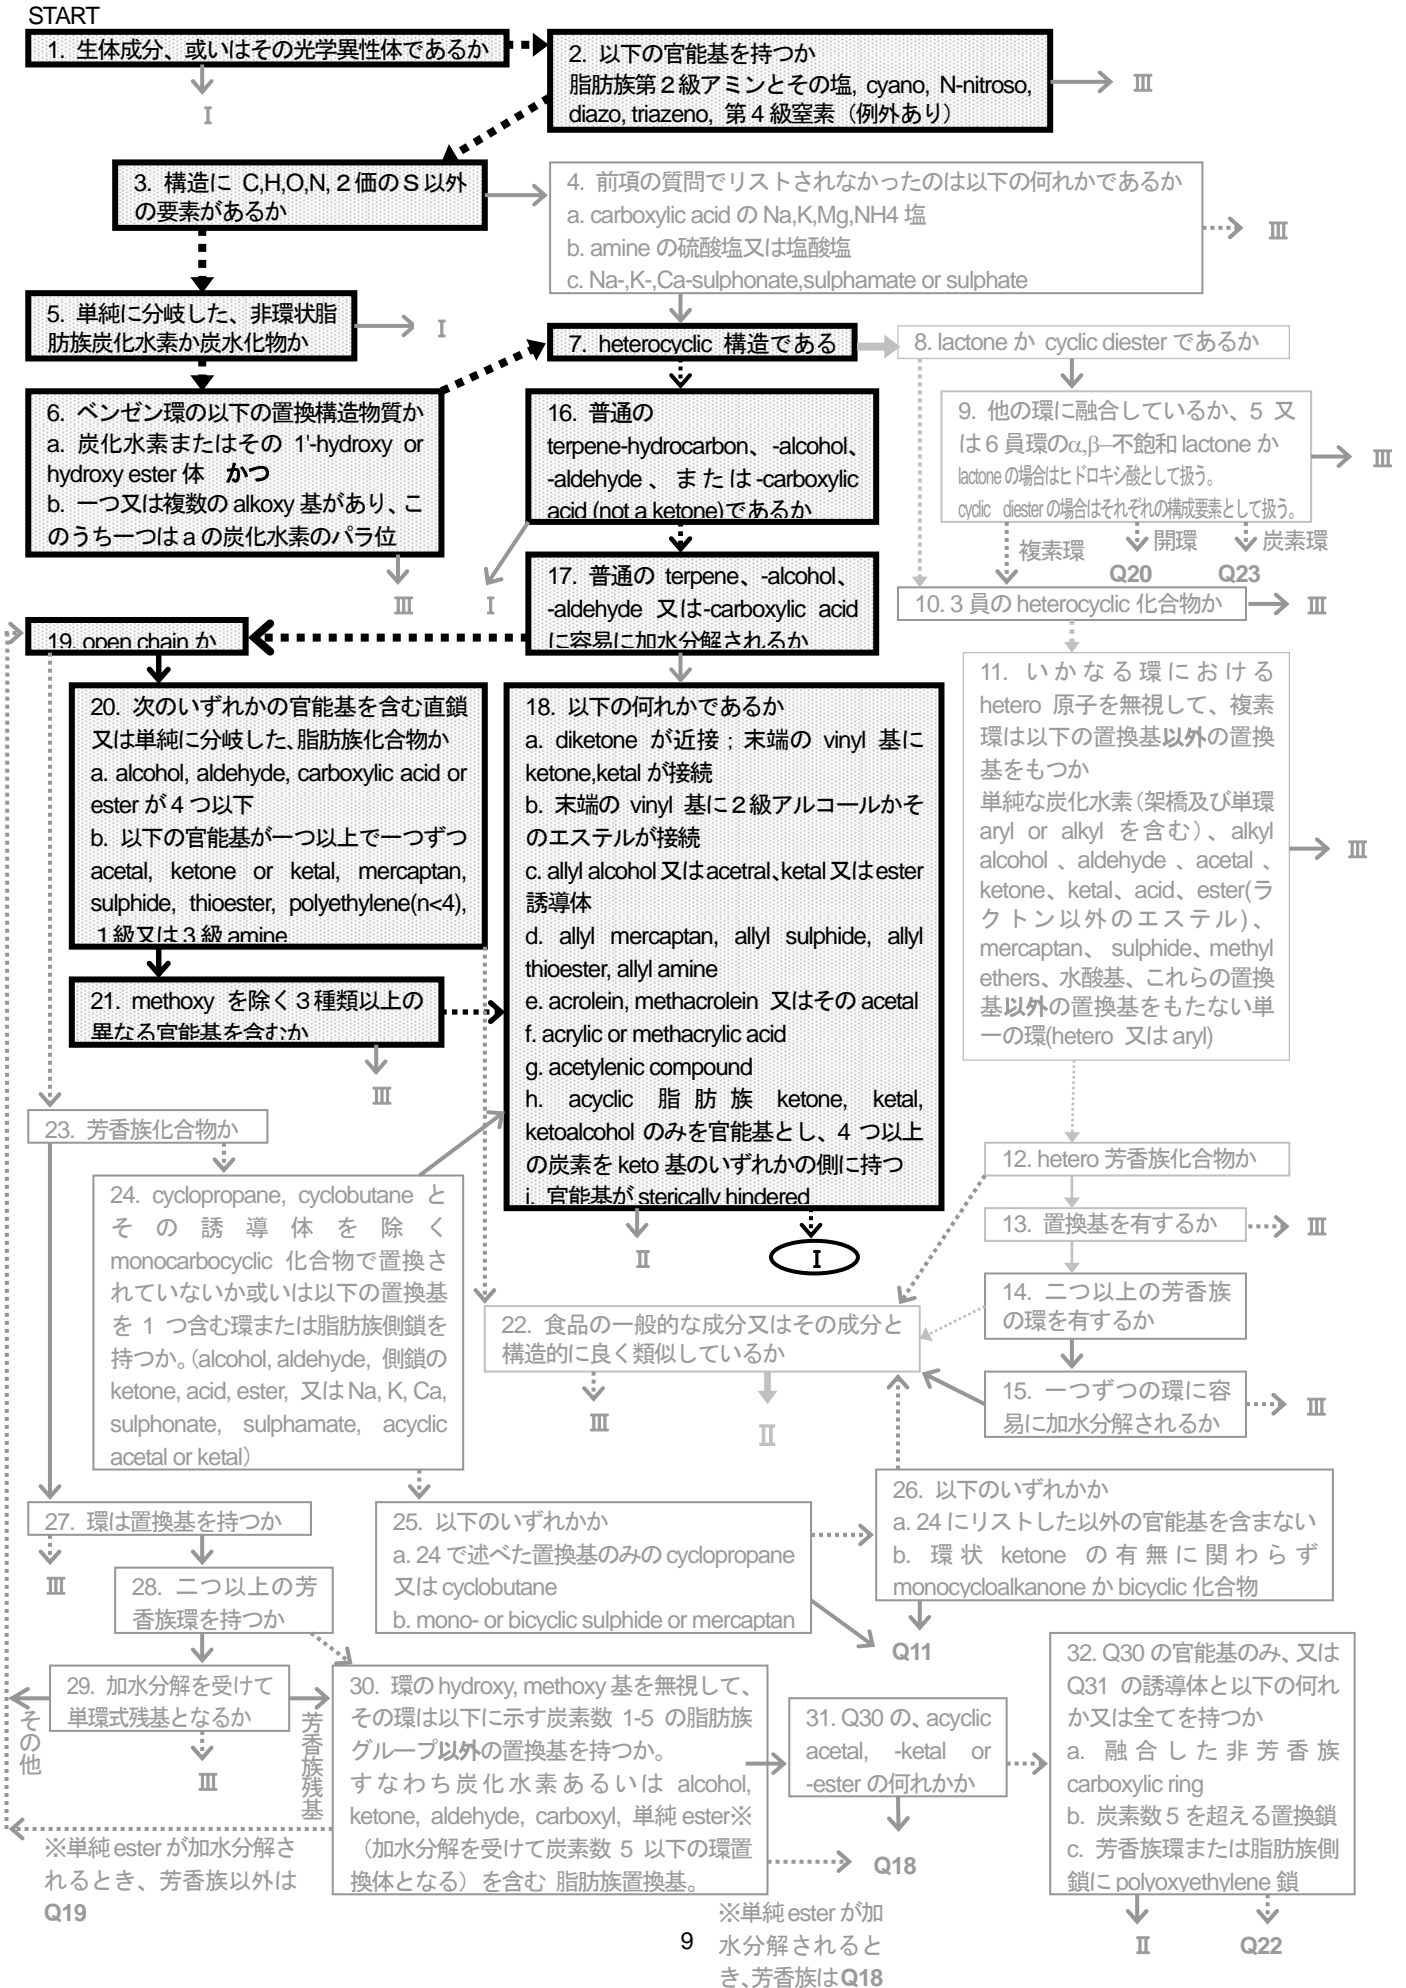 START
1. 生体成分、或いはその光学異性体であるか
I
2. 以下の官能基を持つか
脂肪族第２級アミンとその塩, cyano, N-nitroso,
diazo, triazeno, 第４級窒素（例外あり）
Ⅲ
3. 構造に C,H,O,N,２価のＳ以外
の要素があるか
4. 前項の質問でリストされなかったのは以下の何れかであるか
a. carboxylic acid の Na,K,Mg,NH4 塩
b. amine の硫酸塩又は塩酸塩
c. Na-,K-,Ca-sulphonate,sulphamate or sulphate
Ⅲ
5. 単純に分岐した、非環状脂
肪族炭化水素か炭水化物か
I
6. ベンゼン環の以下の置換構造物質か
a. 炭化水素またはその 1'-hydroxy or
hydroxy ester 体　かつ
b. 一つ又は複数の alkoxy 基があり、こ
のうち一つはａの炭化水素のパラ位
Ⅲ
7. heterocyclic 構造である
8. lactone か cyclic diester であるか
9. 他の環に融合しているか、5 又
は 6 員環のα,β–不飽和 lactone か
lactone の場合はヒドロキシ酸として扱う。
cyclic diester の場合はそれぞれの構成要素として扱う。
Ⅲ
複素環
開環
炭素環
Q20
Q23
10. 3 員の heterocyclic 化合物か
Ⅲ
16. 普通の
terpene-hydrocarbon、-alcohol、
-aldehyde、または-carboxylic
acid (not a ketone)であるか
I
17. 普通の terpene、-alcohol、
-aldehyde 又は-carboxylic acid
に容易に加水分解されるか
19. open chain か
20. 次のいずれかの官能基を含む直鎖
又は単純に分岐した、脂肪族化合物か
a. alcohol, aldehyde, carboxylic acid or
ester が４つ以下
b. 以下の官能基が一つ以上で一つずつ
acetal, ketone or ketal, mercaptan,
sulphide, thioester, polyethylene(n<4),
１級又は３級 amine
21. methoxy を除く３種類以上の
異なる官能基を含むか
Ⅲ
18. 以下の何れかであるか
a. diketone が近接；末端の vinyl 基に
ketone,ketal が接続
b. 末端の vinyl 基に２級アルコールかそ
のエステルが接続
c. allyl alcohol 又は acetral、ketal 又は ester
誘導体
d. allyl mercaptan, allyl sulphide, allyl
thioester, allyl amine
e. acrolein, methacrolein 又はその acetal
f. acrylic or methacrylic acid
g. acetylenic compound
h. acyclic 脂肪族 ketone, ketal,
ketoalcohol のみを官能基とし、4 つ以上
の炭素を keto 基のいずれかの側に持つ
i. 官能基が sterically hindered
Ⅱ
I
11. いかなる環における
hetero 原子を無視して、複素
環は以下の置換基以外の置換
基をもつか
単純な炭化水素(架橋及び単環
aryl or alkyl を含む)、alkyl
alcohol、aldehyde、acetal、
ketone、ketal、acid、ester(ラ
クトン以外のエステル)、
mercaptan、 sulphide、methyl
ethers、水酸基、これらの置換
基以外の置換基をもたない単
一の環(hetero 又は aryl)
Ⅲ
12. hetero 芳香族化合物か
13. 置換基を有するか
Ⅲ
14. 二つ以上の芳香族
の環を有するか
15. 一つずつの環に容
易に加水分解されるか
Ⅲ
22. 食品の一般的な成分又はその成分と
構造的に良く類似しているか
Ⅲ
Ⅱ
23. 芳香族化合物か
24. cyclopropane, cyclobutane と
その誘導体を除く
monocarbocyclic 化合物で置換さ
れていないか或いは以下の置換基
を 1 つ含む環または脂肪族側鎖を
持つか。(alcohol, aldehyde, 側鎖の
ketone, acid, ester, 又は Na, K, Ca,
sulphonate, sulphamate, acyclic
acetal or ketal）
25. 以下のいずれかか
a. 24 で述べた置換基のみの cyclopropane
又は cyclobutane
b. mono- or bicyclic sulphide or mercaptan
26. 以下のいずれかか
a. 24 にリストした以外の官能基を含まない
b. 環状 ketone の有無に関わらず
monocycloalkanone か bicyclic 化合物
Q11
27. 環は置換基を持つか
Ⅲ
28. 二つ以上の芳
香族環を持つか
29. 加水分解を受けて
単環式残基となるか
その他
芳香族残基
Ⅲ
30. 環の hydroxy, methoxy 基を無視して、
その環は以下に示す炭素数 1-5 の脂肪族
グループ以外の置換基を持つか。
すなわち炭化水素あるいは alcohol,
ketone, aldehyde, carboxyl, 単純 ester※
（加水分解を受けて炭素数 5 以下の環置
換体となる）を含む 脂肪族置換基。
31. Q30 の、acyclic
acetal, -ketal or
-ester の何れかか
Q18
Q18
32. Q30 の官能基のみ、又は
Q31 の誘導体と以下の何れ
か又は全てを持つか
a. 融合した非芳香族
carboxylic ring
b. 炭素数 5 を超える置換鎖
c. 芳香族環または脂肪族側
鎖に polyoxyethylene 鎖
Ⅱ
Q22
※単純 ester が加水分解さ
れるとき、芳香族以外は
Q19
※単純 ester が加
水分解されると
き、芳香族は Q18
9